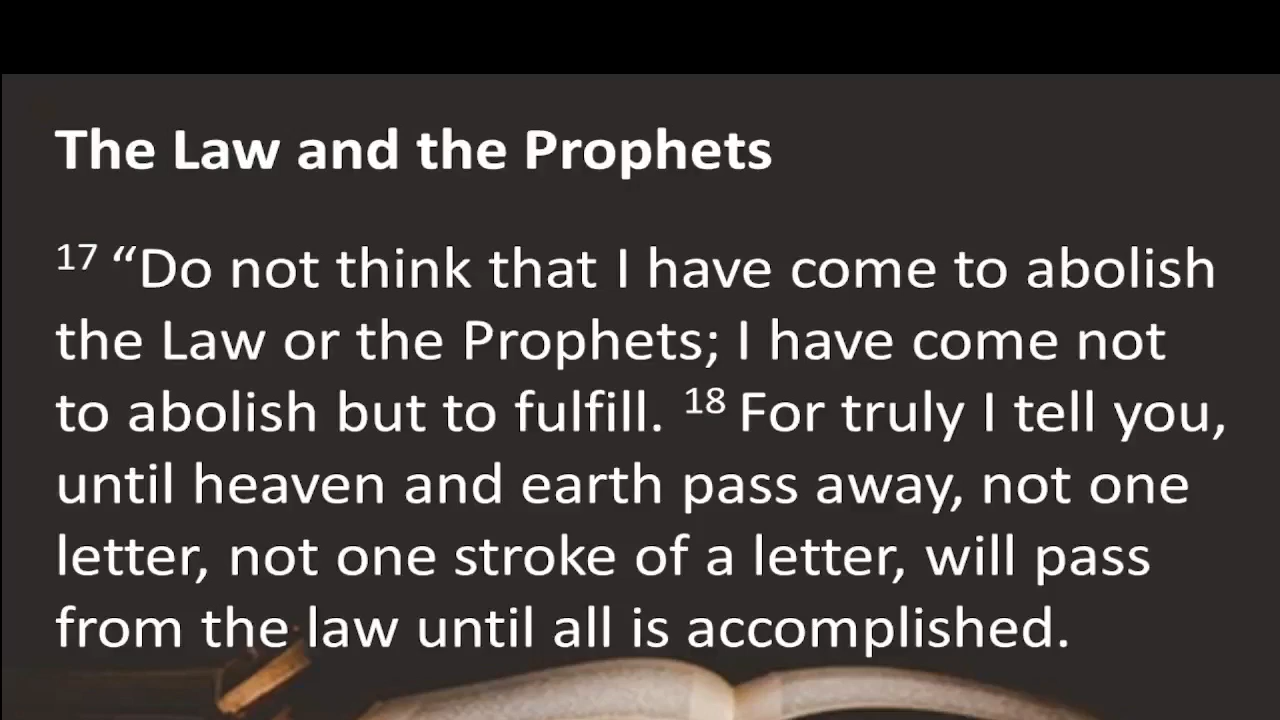 The Law and the Prophets
17 “Do not think that I have come to abolish
the Law or the Prophets; I have come not
to abolish but to fulfill. 18 For truly I tell you,
until heaven and earth pass away, not one
letter, not one stroke of a letter, will pass
from the law until all is accomplished.